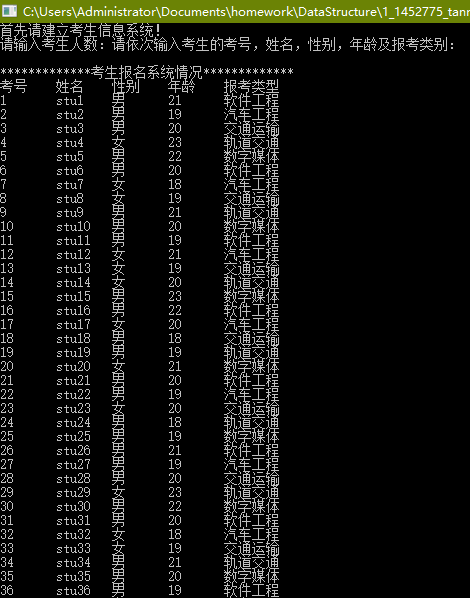 C:\Users\Administrator\Documents\homework\DataStructure\1_1452775_tanr
首先请建立考生信息系统!
请输入考生人数:请依次输入考生的考号,姓名,性别,年龄及报考类别:
*************考生报名系统情况*************
考号 姓名 性别 年龄 报考类型
1 stu1 男 21 软件工程
2 stu2 男 19 汽车工程
3 stu3 男 20 交通运输
4 stu4 女 23 轨道交通
5 stu5 男 22 数字媒体
6 stu6 男 20 软件工程
7 stu7 女 18 汽车工程
8 stu8 女 19 交通运输
9 stu9 男 21 轨道交通
10 stu10 男 20 数字媒体
11 stu11 男 19 软件工程
12 stu12 女 21 汽车工程
13 stu13 女 19 交通运输
14 stu14 女 20 轨道交通
15 stu15 男 23 数字媒体
16 stu16 男 22 软件工程
17 stu17 男 20 汽车工程
18 stu18 男 18 交通运输
19 stu19 男 19 轨道交通
20 stu20 女 21 数字媒体
21 stu21 男 20 软件工程
22 stu22 男 19 汽车工程
23 stu23 女 20 交通运输
24 stu24 女 18 轨道交通
25 stu25 男 19 数字媒体
26 stu26 女 21 软件工程
27 stu27 男 19 汽车工程
28 stu28 男 20 交通运输
29 stu29 女 23 轨道交通
30 stu30 男 22 数字媒体
31 stu31 男 20 软件工程
32 stu32 女 18 汽车工程
33 stu33 女 19 交通运输
34 stu34 男 21 轨道交通
35 stu35 男 20 数字媒体
36 stu36 男 19 软件工程